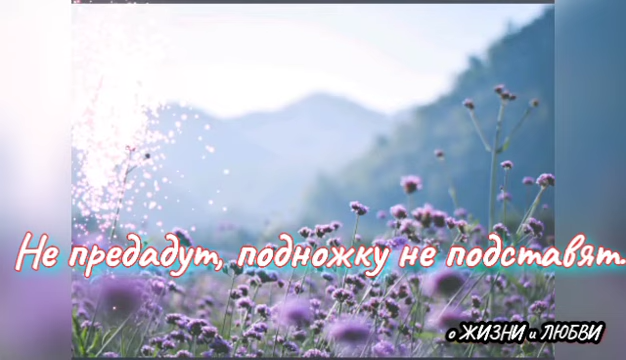 Не предадут, подножку не подставят.
о ЖИЗНИ и ЛЮБВИ